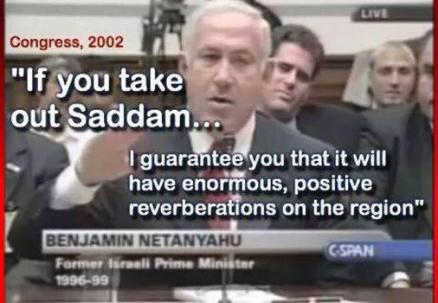 LIVE
Congress, 2002
"If you take
out Saddam...
I guarantee you that it will
have enormous, positive
reverberations on the region"
BENJAMIN NETANYAHU
C-SPAN
Former Israeli Prime Minister
1996-99